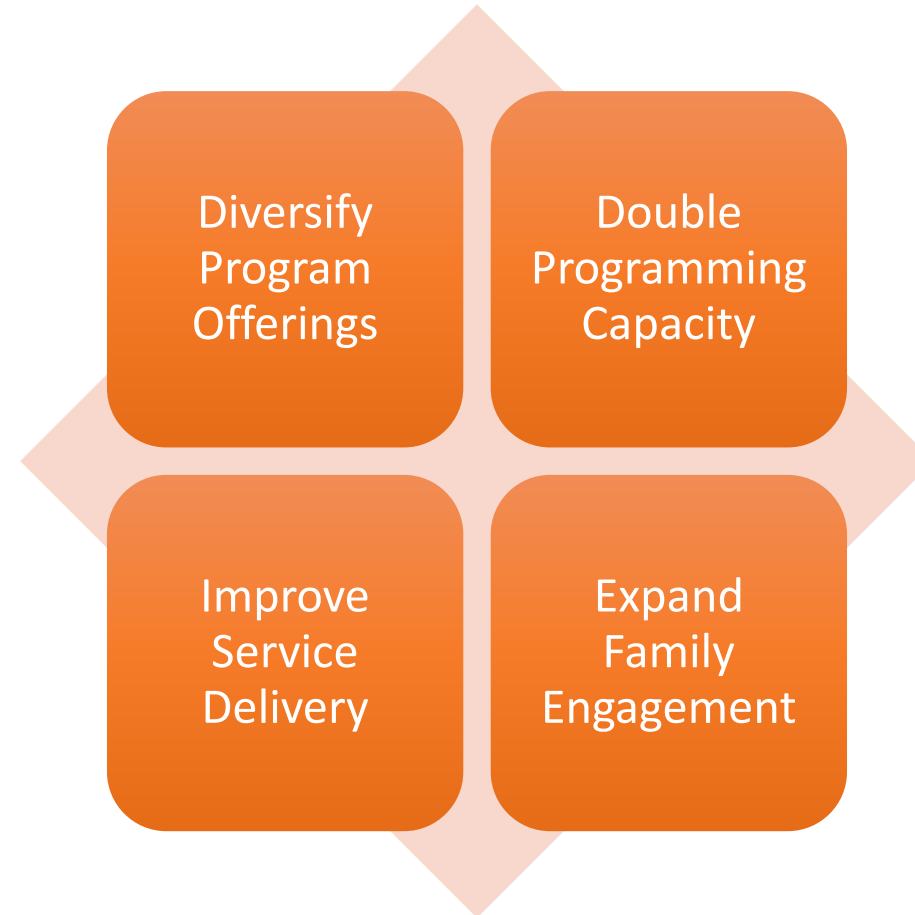 Diversify
Program
Offerings
Double
Programming
Capacity
Improve
Service
Delivery
Expand
Family
Engagement